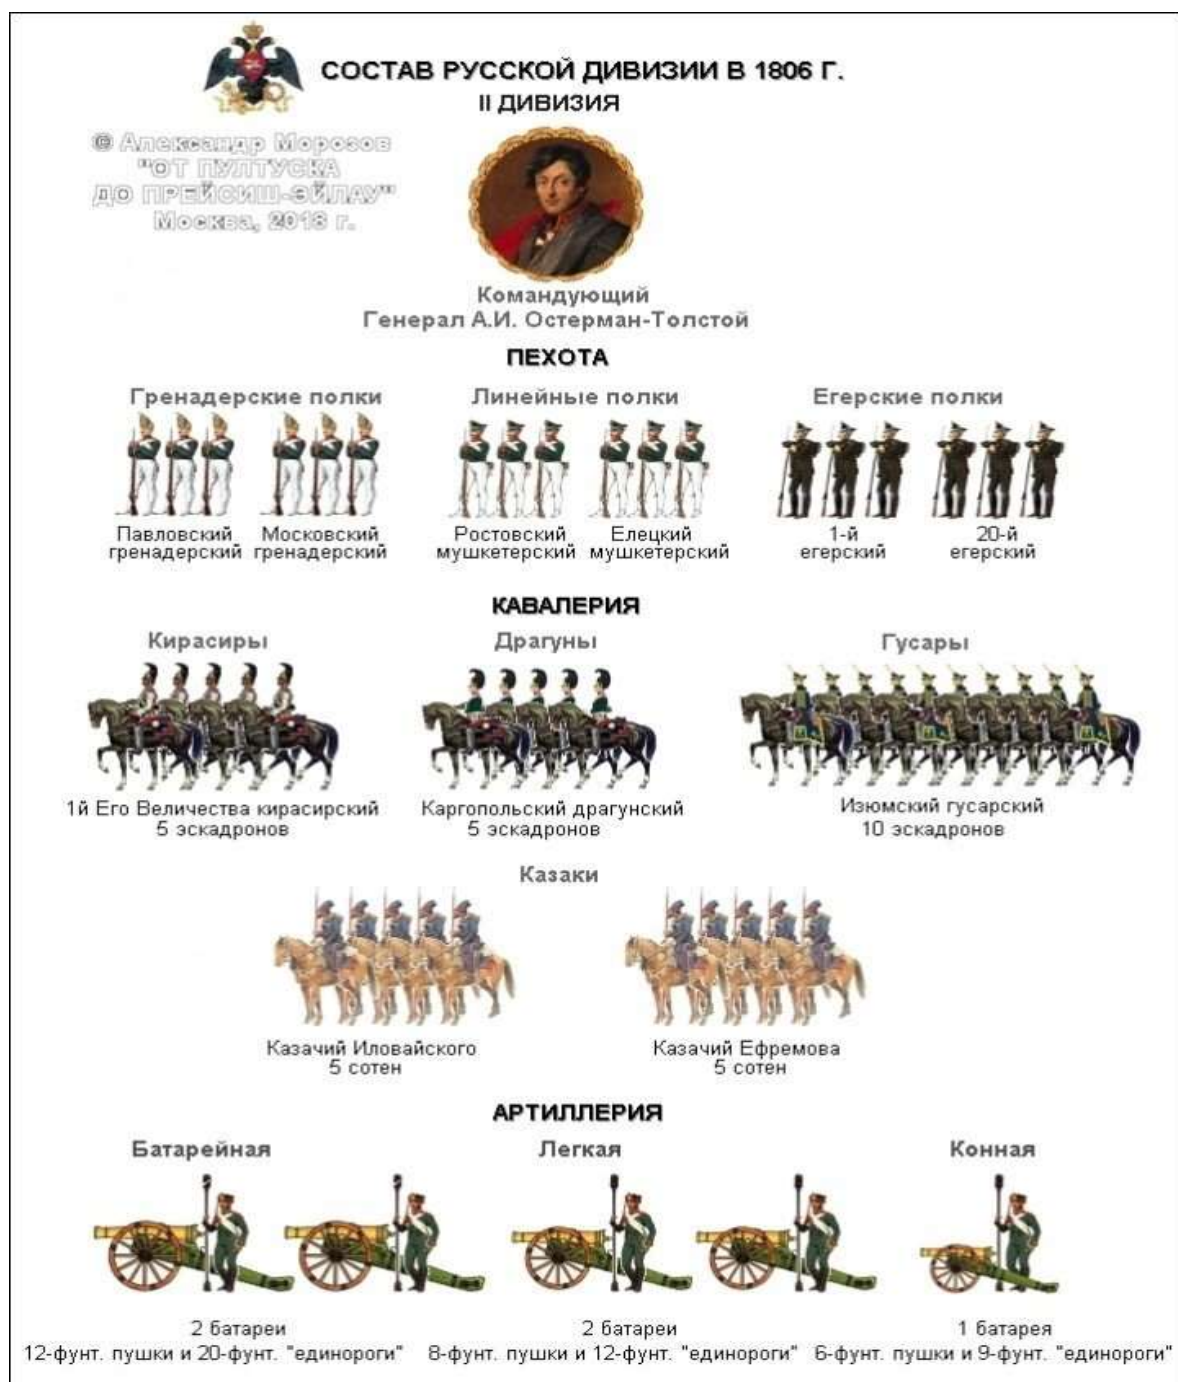 СОСТАВ РУССКОЙ ДИВИЗИИ В 1806 Г.
II ДИВИЗИЯ
© Александр Морозов
"ОТ ПУЛТУСКА
ДО ПРЕЙСИШ-ЭЙЛАУ"
Москва, 2018 г.
Командующий
Генерал А.И. Остерман-Толстой
ПЕХОТА
Гренадерские полки
Линейные полки
Егерские полки
Павловский
гренадерский
Московский
гренадерский
Ростовский
мушкетерский
Елецкий
мушкетерский
1-й
егерский
20-й
егерский
КАВАЛЕРИЯ
Кирасиры
Драгуны
Гусары
1й Его Величества кирасирский
5 эскадронов
Каргопольский драгунский
5 эскадронов
Изюмский гусарский
10 эскадронов
Казаки
Казачий Иловайского
5 сотен
Казачий Ефремова
5 сотен
АРТИЛЛЕРИЯ
Батарейная
Легкая
Конная
2 батареи
12-фунт. пушки и 20-фунт. "единороги"
2 батареи
8-фунт. пушки и 12-фунт. "единороги"
1 батарея
6-фунт. пушки и 9-фунт. "единороги"